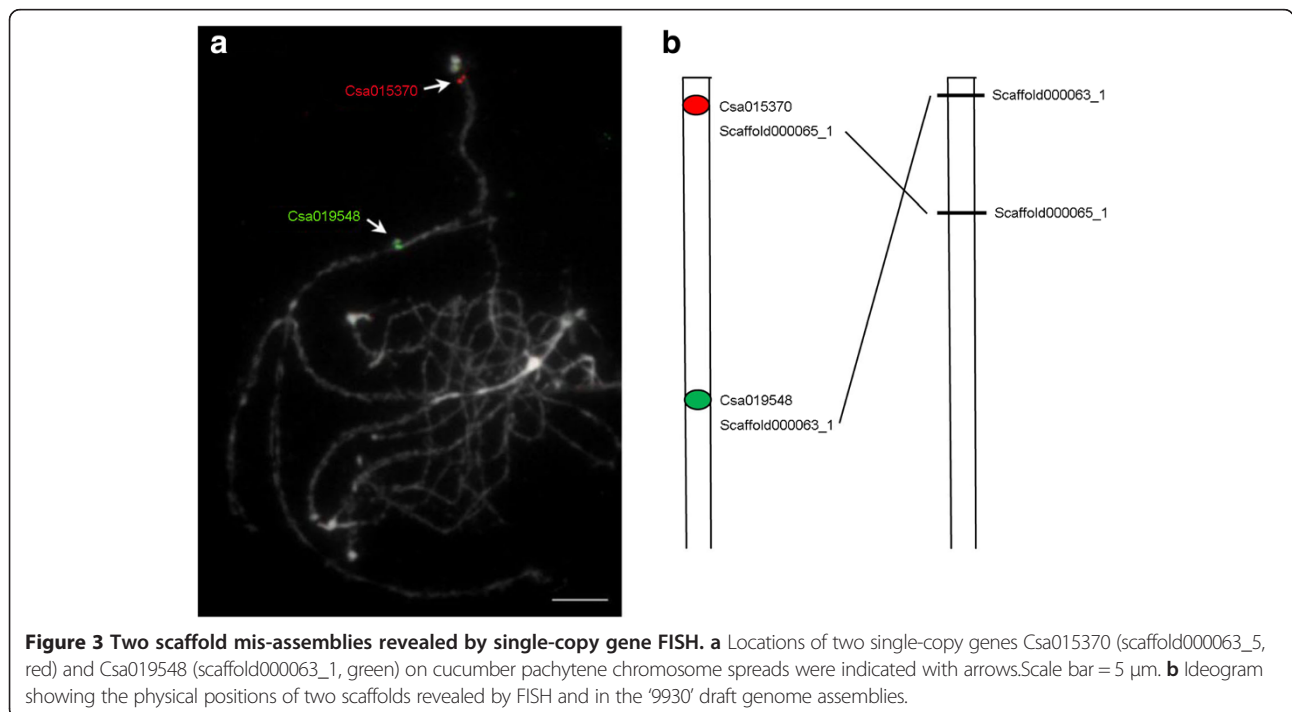 a
Csa015370
Csa019548
b
Csa015370
Scaffold000065_1
Csa019548
Scaffold000063_1
Scaffold000063_1
Scaffold000065_1
Figure 3 Two scaffold mis-assemblies revealed by single-copy gene FISH. a Locations of two single-copy genes Csa015370 (scaffold000063_5,
red) and Csa019548 (scaffold000063_1, green) on cucumber pachytene chromosome spreads were indicated with arrows.Scale bar = 5 μm. b Ideogram
showing the physical positions of two scaffolds revealed by FISH and in the ‘9930’ draft genome assemblies.